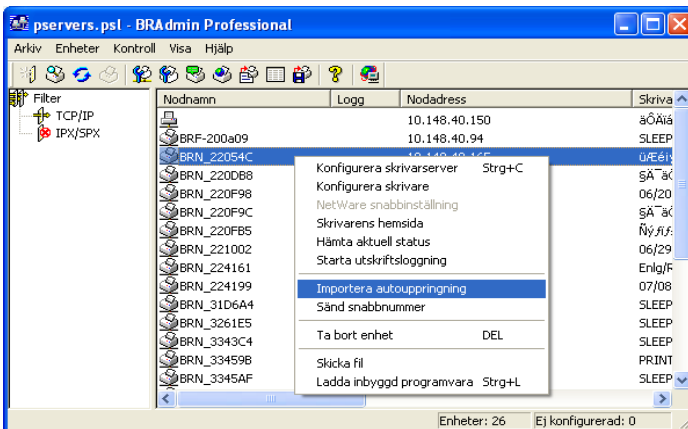 pservers.psl - BRAdmin Professional
Arkiv Enheter Kontroll Visa Hjälp
Filter
TCP/IP
IPX/SPX
Nodnamn Logg Nodadress Skriva
10.148.40.150
BRF-200a09 10.148.40.94 SLEEP
BRN_22054C
BRN_220DB8
BRN_220F98 06/20
BRN_220F9C
BRN_220FB5
BRN_221002 06/29
BRN_224161 Enlg/F
BRN_224199 07/08
BRN_31D6A4 SLEEP
BRN_3261E5 SLEEP
BRN_3343C4 SLEEP
BRN_33459B PRINT
BRN_3345AF SLEEP
Konfigurera skrivarserver Strg+C
Konfigurera skrivare
NetWare snabbinställning
Skrivarens hemsida
Hämta aktuell status
Starta utskriftsloggning
Importera autouppringning
Sänd snabbnummer
Ta bort enhet DEL
Skicka fil
Ladda inbyggd programvara Strg+L
Enheter: 26 Ej konfigurerad: 0